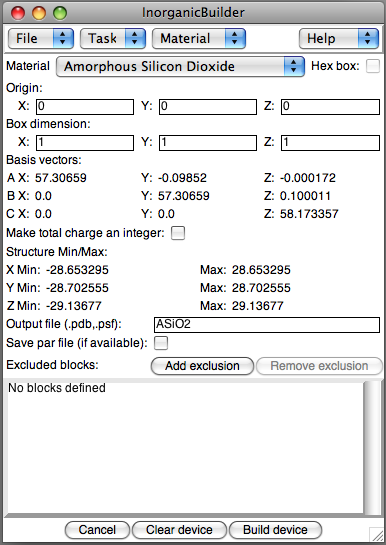 InorganicBuilder
File Task Material Help
Material Amorphous Silicon Dioxide Hex box:
Origin:
X: 0 Y: 0 Z: 0
Box dimension:
X: 1 Y: 1 Z: 1
Basis vectors:
A X: 57.30659 Y: -0.09852 Z: -0.000172
B X: 0.0 Y: 57.30659 Z: 0.100011
C X: 0.0 Y: 0.0 Z: 58.173357
Make total charge an integer:
Structure Min/Max:
X Min: -28.653295 Max: 28.653295
Y Min: -28.702555 Max: 28.702555
Z Min: -29.13677 Max: 29.13677
Output file (.pdb,.psf): ASiO2
Save par file (if available):
Excluded blocks: Add exclusion Remove exclusion
No blocks defined
Cancel Clear device Build device